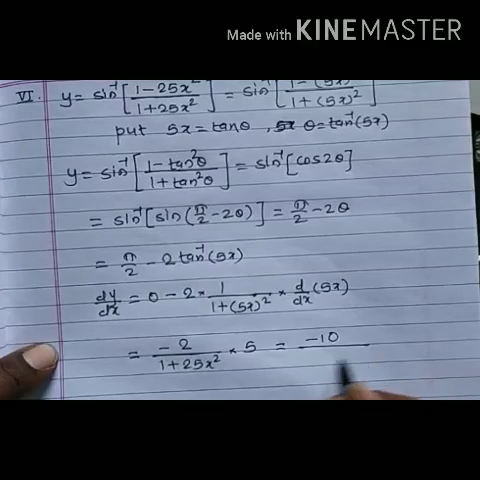 Made with KINEMASTER
VI. y = sin⁻¹[(1-25x²)/(1+25x²)] = sin⁻¹[(1-(5x)²)/(1+(5x)²)]
put 5x = tanθ, 5x θ = tan⁻¹(5x)
y = sin⁻¹[(1-tan²θ)/(1+tan²θ)] = sin⁻¹[cos2θ]
= sin⁻¹[sin(π/2 - 2θ)] = π/2 - 2θ
= π/2 - 2tan⁻¹(5x)
dy/dx = 0 - 2 × 1/(1+(5x)²) × d/dx(5x)
= -2/(1+25x²) × 5 = -10